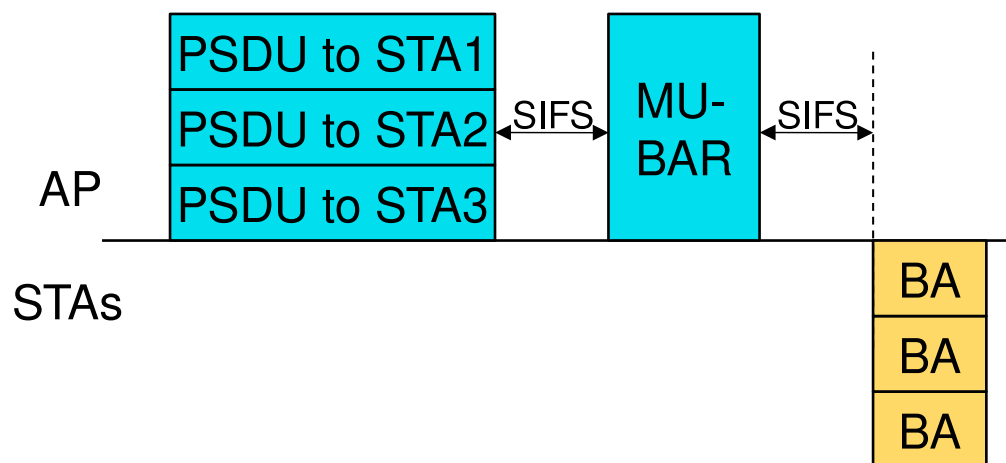 PSDU to STA1
PSDU to STA2
PSDU to STA3
SIFS
MU-
BAR
SIFS
AP
STAs
BA
BA
BA